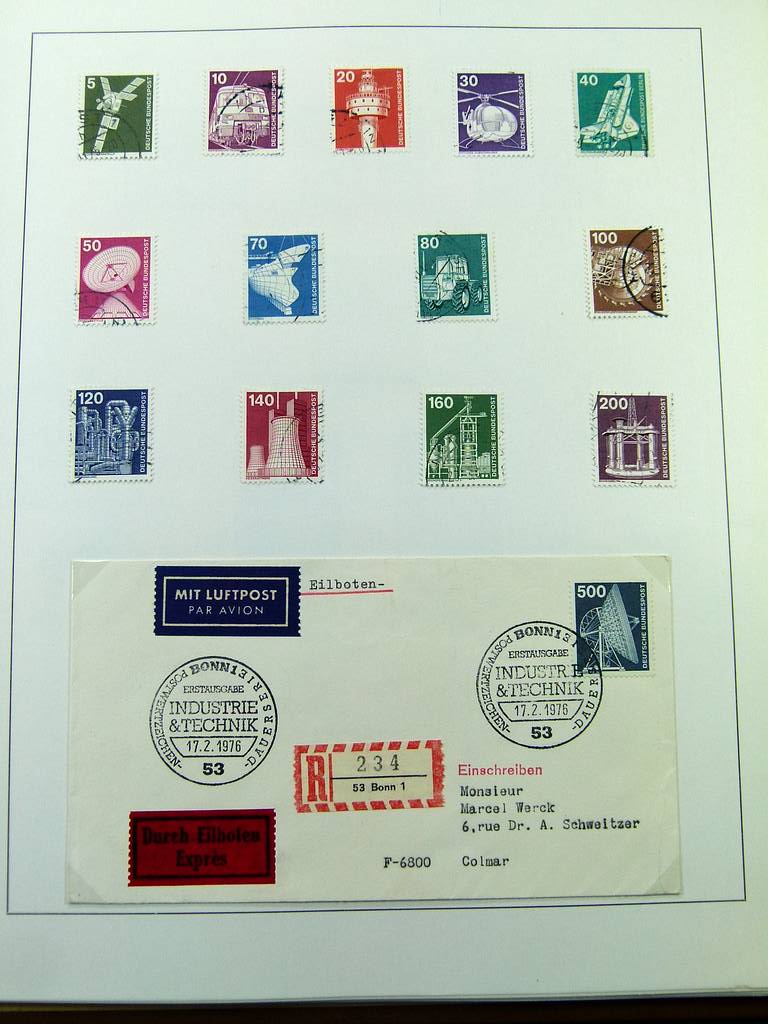 5
DEUTSCHE BUNDESPOST
10
DEUTSCHE BUNDESPOST
20
DEUTSCHE BUNDESPOST
30
DEUTSCHE BUNDESPOST
40
DEUTSCHE BUNDESPOST BERLIN
50
DEUTSCHE BUNDESPOST
70
DEUTSCHE BUNDESPOST
80
DEUTSCHE BUNDESPOST
100
DEUTSCHE BUNDESPOST
120
DEUTSCHE BUNDESPOST
140
DEUTSCHE BUNDESPOST
160
DEUTSCHE BUNDESPOST
200
DEUTSCHE BUNDESPOST
MIT LUFTPOST
PAR AVION
Eilboten-
500
DEUTSCHE BUNDESPOST
BONN 1
ERSTAUSGABE
INDUSTRIE
&TECHNIK
17.2.1976
53
POSTWERTZEICHEN-
-DAUERSERIE
BONN 1
ERSTAUSGABE
INDUSTRIE
&TECHNIK
17.2.1976
53
POSTWERTZEICHEN-
-DAUERSERIE
R
234
53 Bonn 1
Einschreiben
Monsieur
Marcel Werck
6,rue Dr. A. Schweitzer
F-6800 Colmar
Durch Eilboten
Exprès